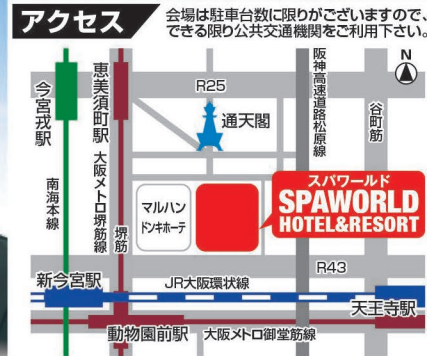 アクセス
会場は駐車台数に限りがございますので、
できる限り公共交通機関をご利用下さい。
N
今宮戎駅
恵美須町駅
R25
通天閣
阪神高速道路松原線
谷町筋
南海本線
大阪メトロ堺筋線
堺筋
マルハン
ドンキホーテ
スパワールド
SPAWORLD
HOTEL&RESORT
R43
新今宮駅
JR大阪環状線
天王寺駅
動物園前駅
大阪メトロ御堂筋線